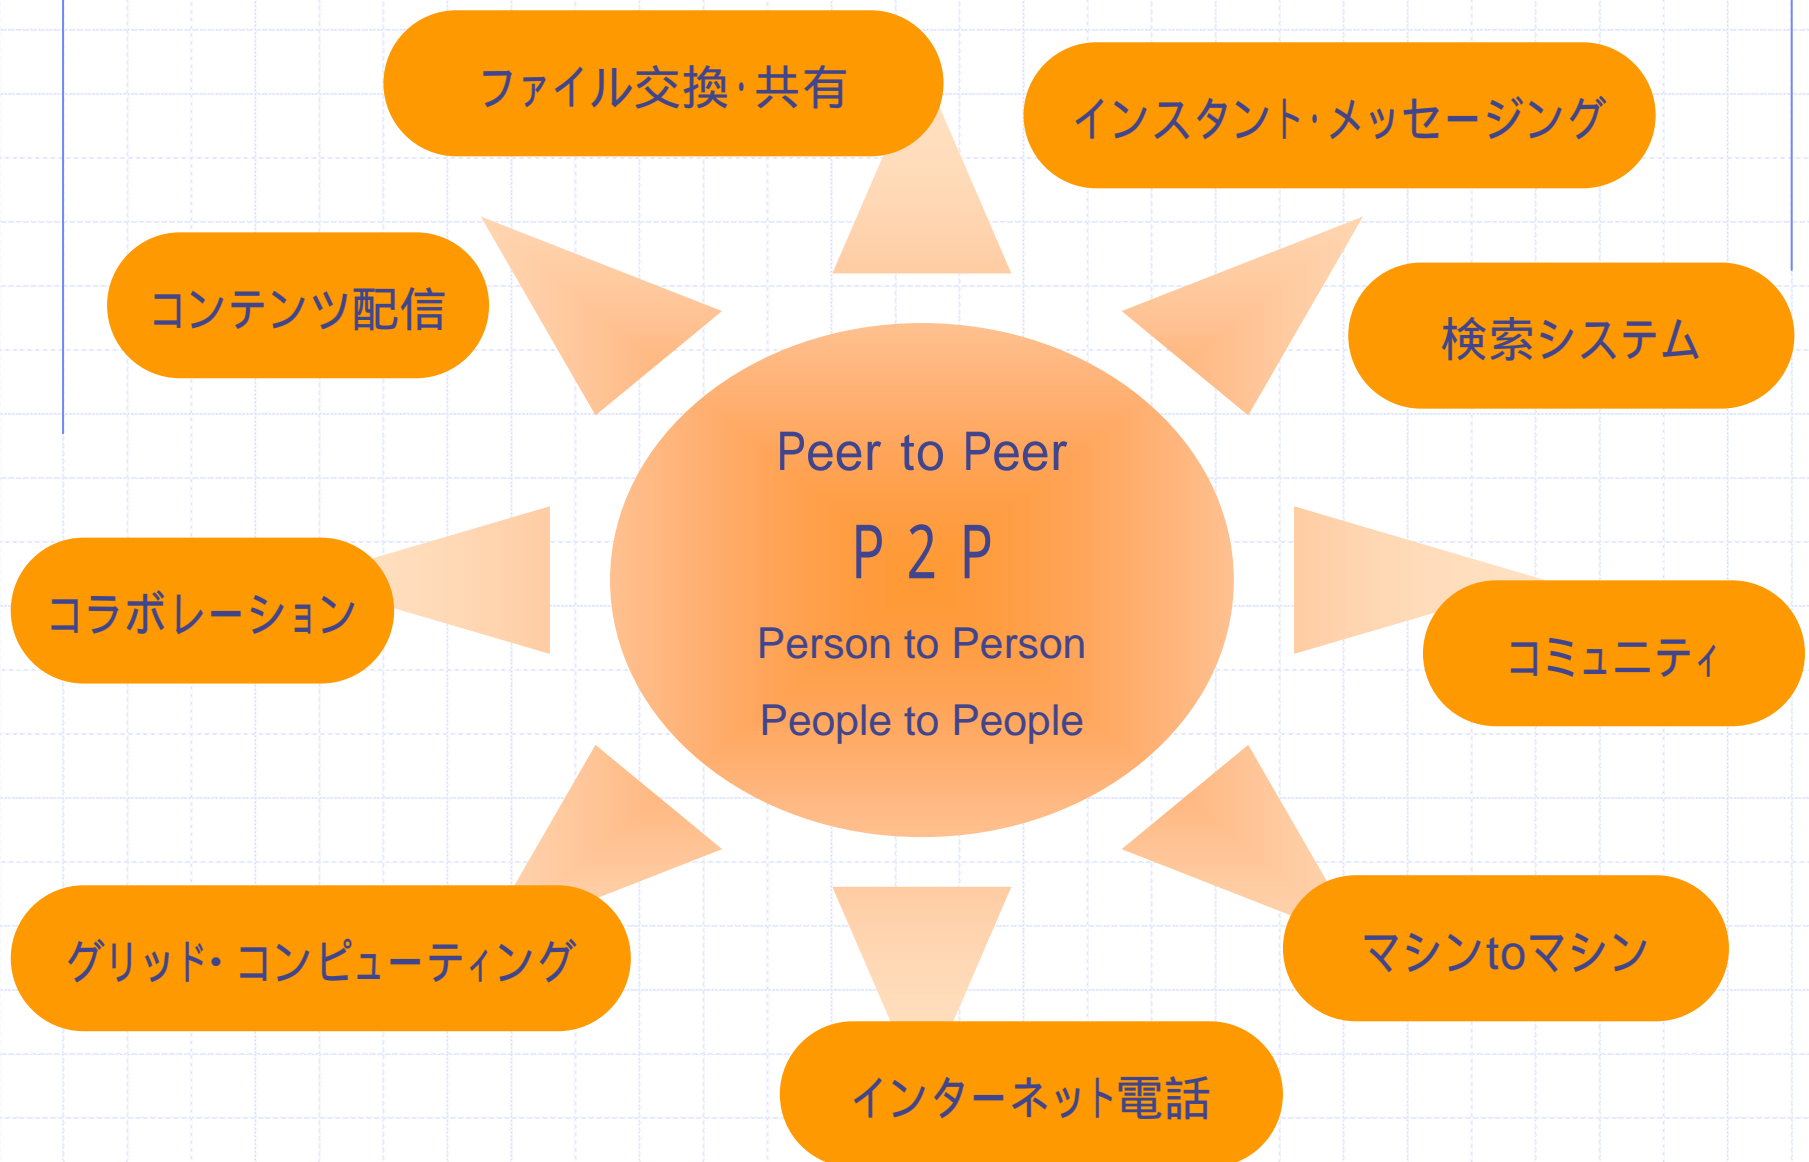 ファイル交換・共有
インスタント・メッセージング
コンテンツ配信
検索システム
Peer to Peer
P 2 P
Person to Person
People to People
コラボレーション
コミュニティ
グリッド・コンピューティング
マシンtoマシン
インターネット電話